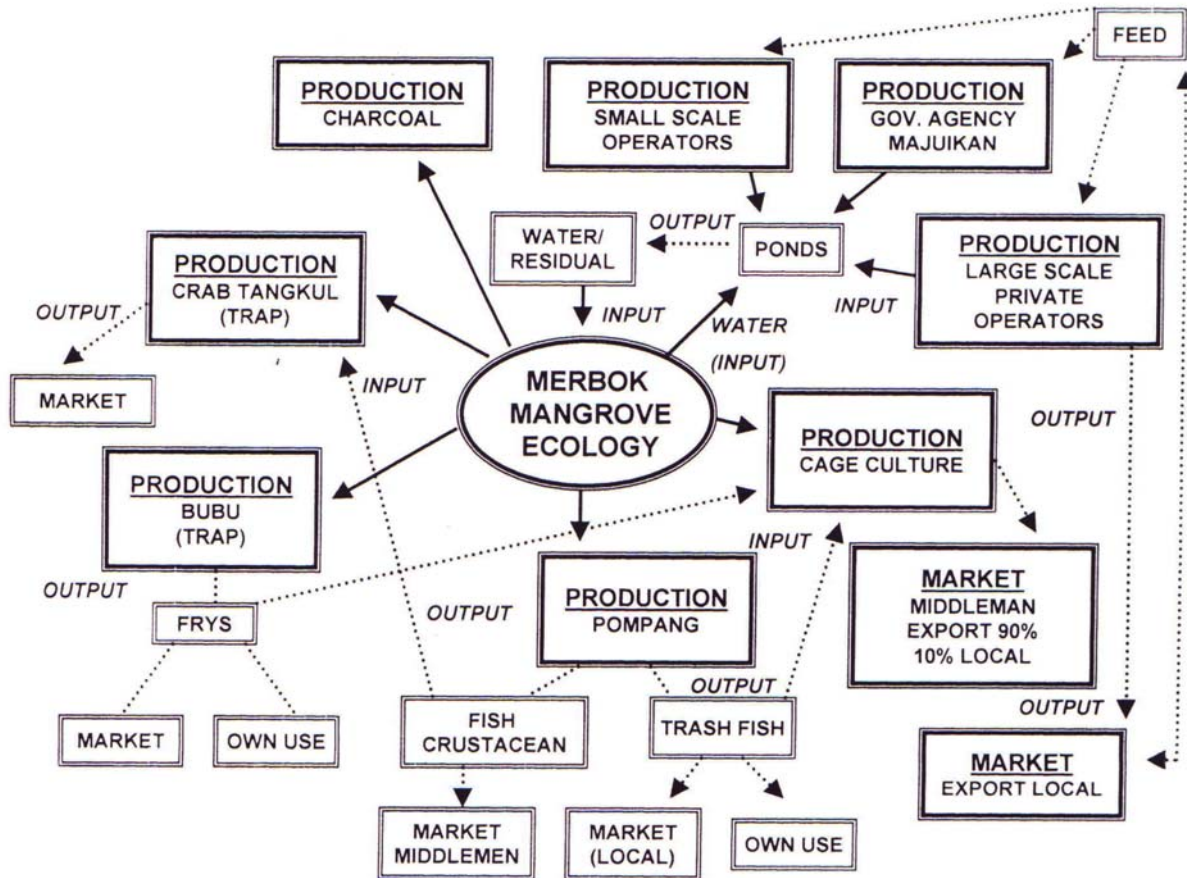 FEED
PRODUCTION
CHARCOAL
PRODUCTION
SMALL SCALE
OPERATORS
PRODUCTION
GOV. AGENCY
MAJUIKAN
OUTPUT
WATER/
RESIDUAL
PONDS
PRODUCTION
CRAB TANGKUL
(TRAP)
PRODUCTION
LARGE SCALE
PRIVATE
OPERATORS
OUTPUT
INPUT
INPUT
WATER
(INPUT)
MARKET
INPUT
MERBOK
MANGROVE
ECOLOGY
OUTPUT
PRODUCTION
CAGE CULTURE
PRODUCTION
BUBU
(TRAP)
INPUT
OUTPUT
PRODUCTION
POMPANG
MARKET
MIDDLEMAN
EXPORT 90%
10% LOCAL
OUTPUT
FRYS
OUTPUT
OUTPUT
MARKET
OWN USE
FISH
CRUSTACEAN
TRASH FISH
MARKET
EXPORT LOCAL
MARKET
MIDDLEMEN
MARKET
(LOCAL)
OWN USE